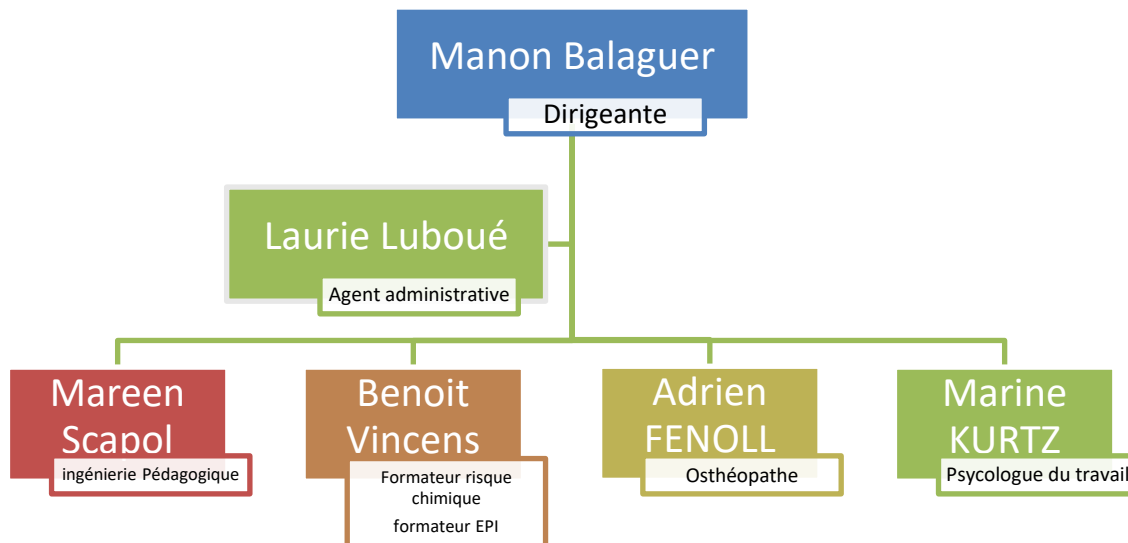 Manon Balaguer
Dirigeante
Laurie Luboué
Agent administrative
Mareen
Scapol
ingénierie Pédagogique
Benoit
Vincens
Formateur risque
chimique
formateur EPI
Adrien
FENOLL
Osthéopathe
Marine
KURTZ
Psycologue du travail